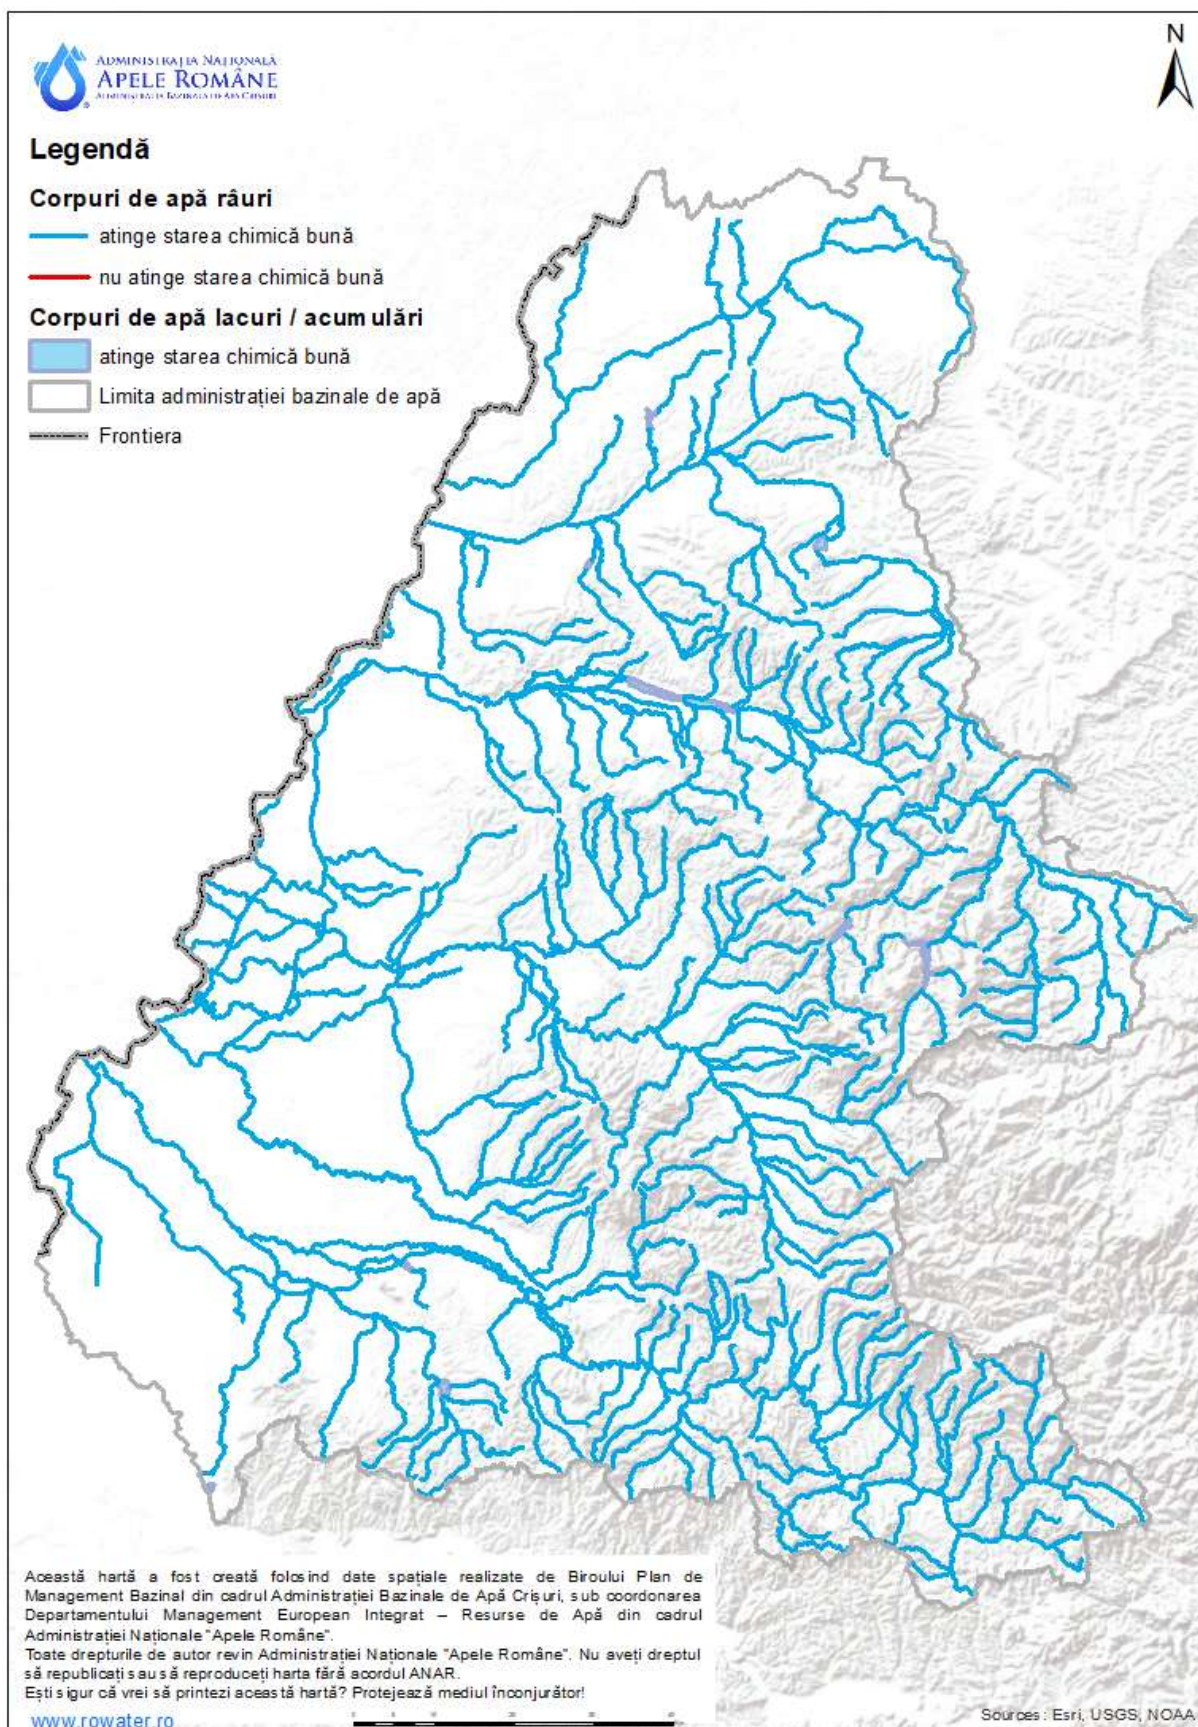 ADMINISTRAȚIA NAȚIONALĂ
APELE ROMÂNE
ADMINISTRAȚIA BAZINALĂ DE APĂ CRIȘURI
N
Legendă
Corpuri de apă râuri
atinge starea chimică bună
nu atinge starea chimică bună
Corpuri de apă lacuri / acumulări
atinge starea chimică bună
Limita administrației bazinale de apă
Frontiera
Această hartă a fost creată folosind date spațiale realizate de Biroului Plan de
Management Bazinal din cadrul Administrației Bazinale de Apă Crișuri, sub coordonarea
Departamentului Management European Integrat – Resurse de Apă din cadrul
Administrației Naționale "Apele Române".
Toate drepturile de autor revin Administrației Naționale "Apele Române". Nu aveți dreptul
să republicați sau să reproduceți harta fără acordul ANAR.
Ești sigur că vrei să printezi această hartă? Protejează mediul înconjurător!
www.rowater.ro
Sources: Esri, USGS, NOAA